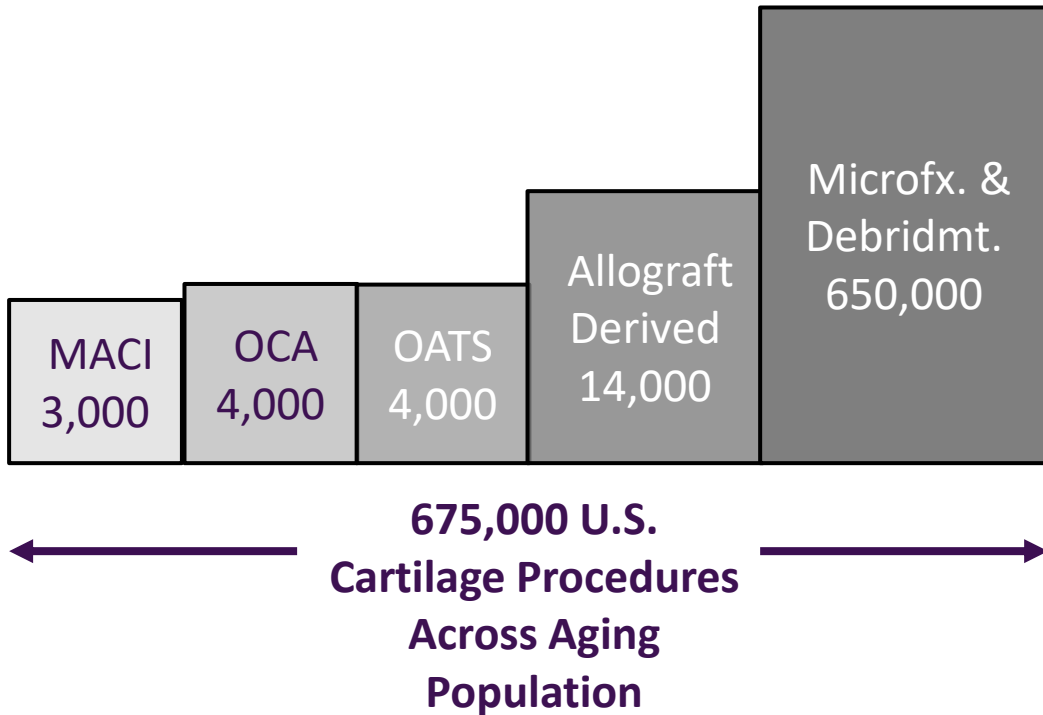 MACI
3,000
OCA
4,000
OATS
4,000
Allograft
Derived
14,000
Microfx. &
Debridmt.
650,000
675,000 U.S.
Cartilage Procedures
Across Aging
Population